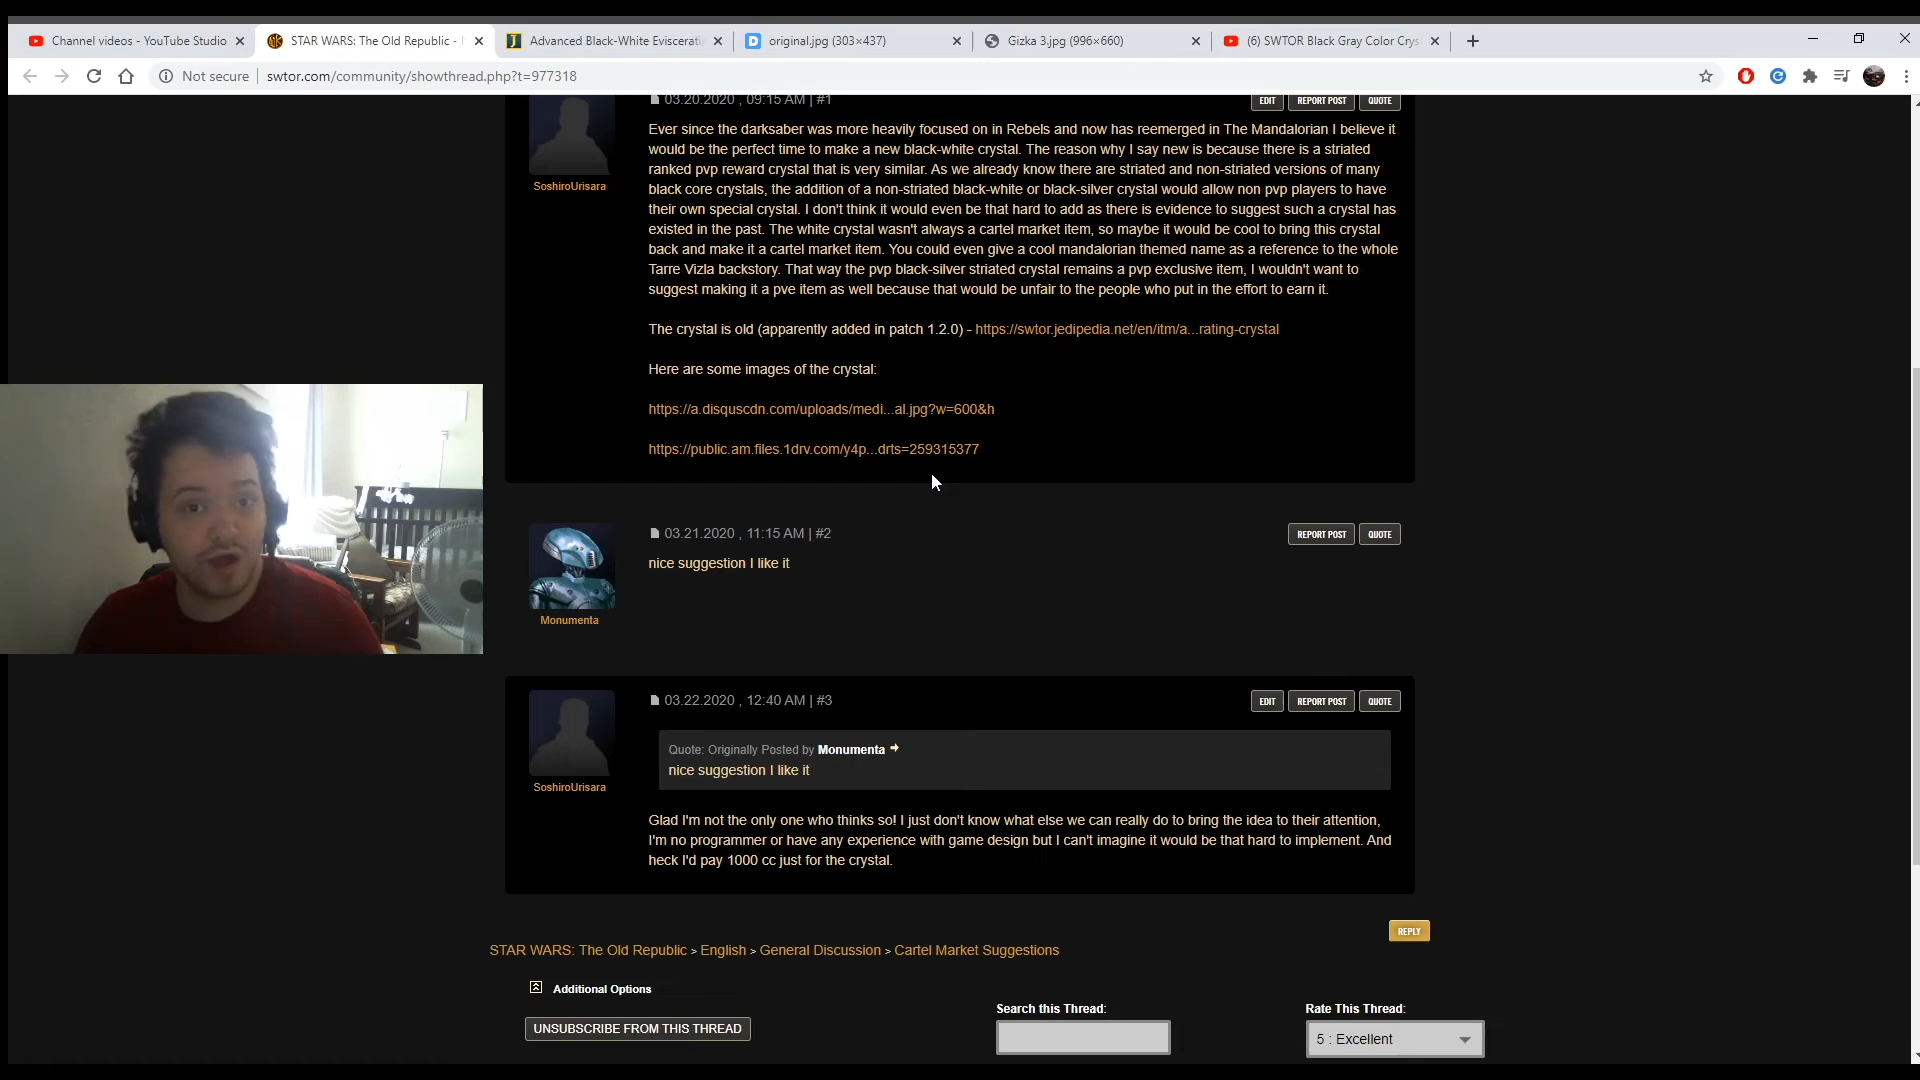 Channel videos - YouTube Studio
STAR WARS: The Old Republic -
Advanced Black-White Eviscerati
original.jpg (303×437)
Gizka 3.jpg (996×660)
(6) SWTOR Black Gray Color Crys
Not secure | swtor.com/community/showthread.php?t=977318
03.20.2020 , 09:15 AM | #1
EDIT REPORT POST QUOTE
SoshiroUrisara
Ever since the darksaber was more heavily focused on in Rebels and now has reemerged in The Mandalorian I believe it
would be the perfect time to make a new black-white crystal. The reason why I say new is because there is a striated
ranked pvp reward crystal that is very similar. As we already know there are striated and non-striated versions of many
black core crystals, the addition of a non-striated black-white or black-silver crystal would allow non pvp players to have
their own special crystal. I don't think it would even be that hard to add as there is evidence to suggest such a crystal has
existed in the past. The white crystal wasn't always a cartel market item, so maybe it would be cool to bring this crystal
back and make it a cartel market item. You could even give a cool mandalorian themed name as a reference to the whole
Tarre Vizla backstory. That way the pvp black-silver striated crystal remains a pvp exclusive item, I wouldn't want to
suggest making it a pve item as well because that would be unfair to the people who put in the effort to earn it.
The crystal is old (apparently added in patch 1.2.0) - https://swtor.jedipedia.net/en/itm/a...rating-crystal
Here are some images of the crystal:
https://a.disquscdn.com/uploads/medi...al.jpg?w=600&h
https://public.am.files.1drv.com/y4p...drts=259315377
03.21.2020 , 11:15 AM | #2
REPORT POST QUOTE
nice suggestion I like it
Monumenta
03.22.2020 , 12:40 AM | #3
EDIT REPORT POST QUOTE
SoshiroUrisara
Quote: Originally Posted by Monumenta
nice suggestion I like it
Glad I'm not the only one who thinks so! I just don't know what else we can really do to bring the idea to their attention,
I'm no programmer or have any experience with game design but I can't imagine it would be that hard to implement. And
heck I'd pay 1000 cc just for the crystal.
REPLY
STAR WARS: The Old Republic > English > General Discussion > Cartel Market Suggestions
Additional Options
UNSUBSCRIBE FROM THIS THREAD
Search this Thread:
Rate This Thread:
5 : Excellent